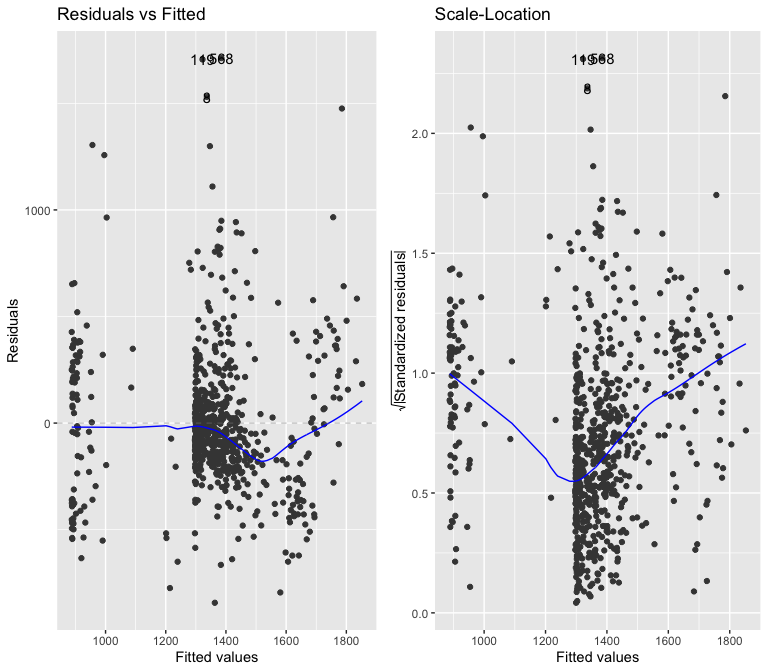 Residuals vs Fitted
1000
0
Residuals
1000
1200
1400
1600
1800
Fitted values
Scale-Location
2.0
1.5
1.0
0.5
0.0
√|Standardized residuals|
1000
1200
1400
1600
1800
Fitted values